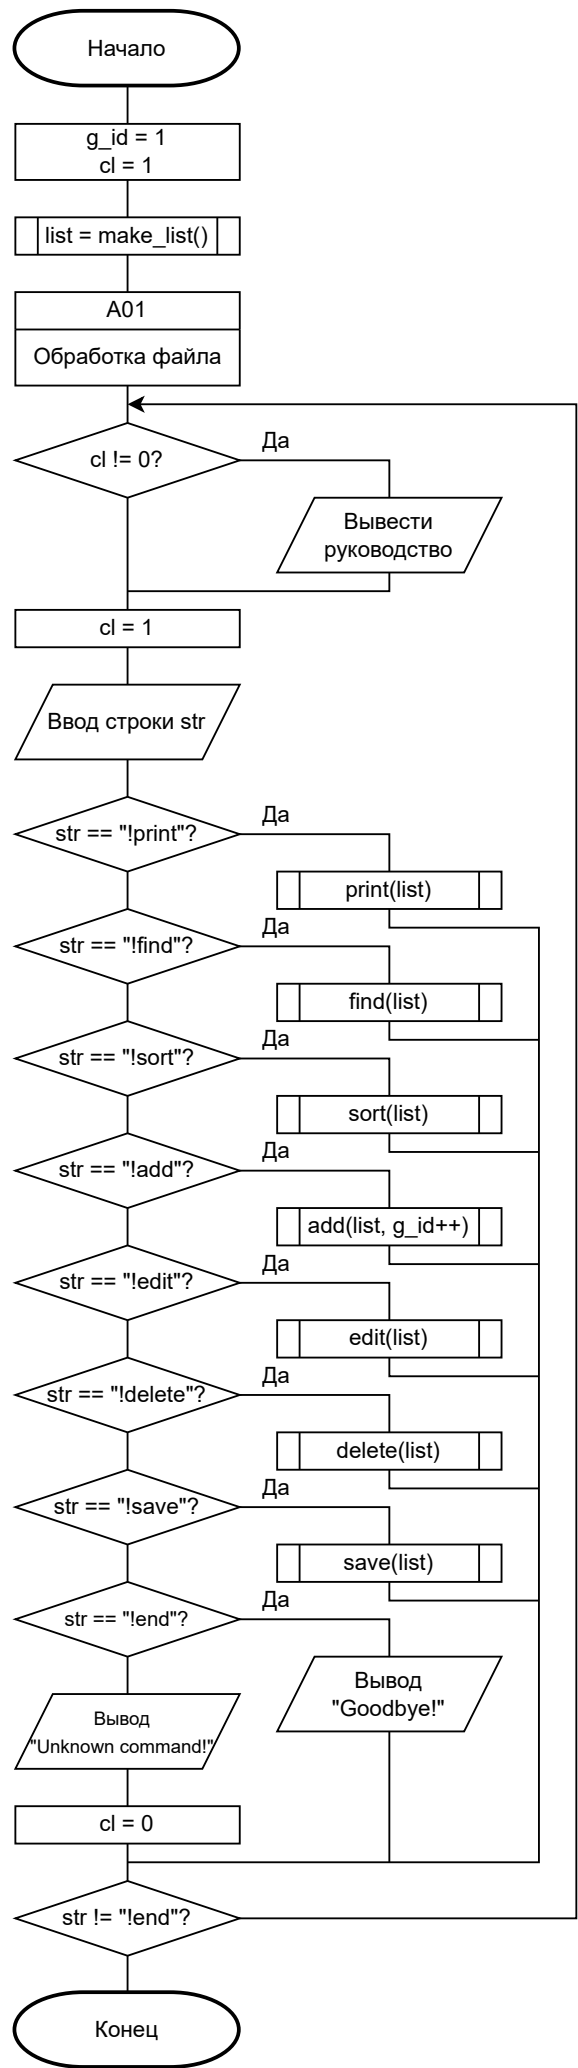 Начало
g_id = 1
cl = 1
list = make_list()
A01
Обработка файла
cl != 0?
Да
Вывести
руководство
cl = 1
Ввод строки str
str == "!print"?
Да
print(list)
str == "!find"?
Да
find(list)
str == "!sort"?
Да
sort(list)
str == "!add"?
Да
add(list, g_id++)
str == "!edit"?
Да
edit(list)
str == "!delete"?
Да
delete(list)
str == "!save"?
Да
save(list)
str == "!end"?
Да
Вывод
"Goodbye!"
Вывод
"Unknown command!"
cl = 0
str != "!end"?
Конец